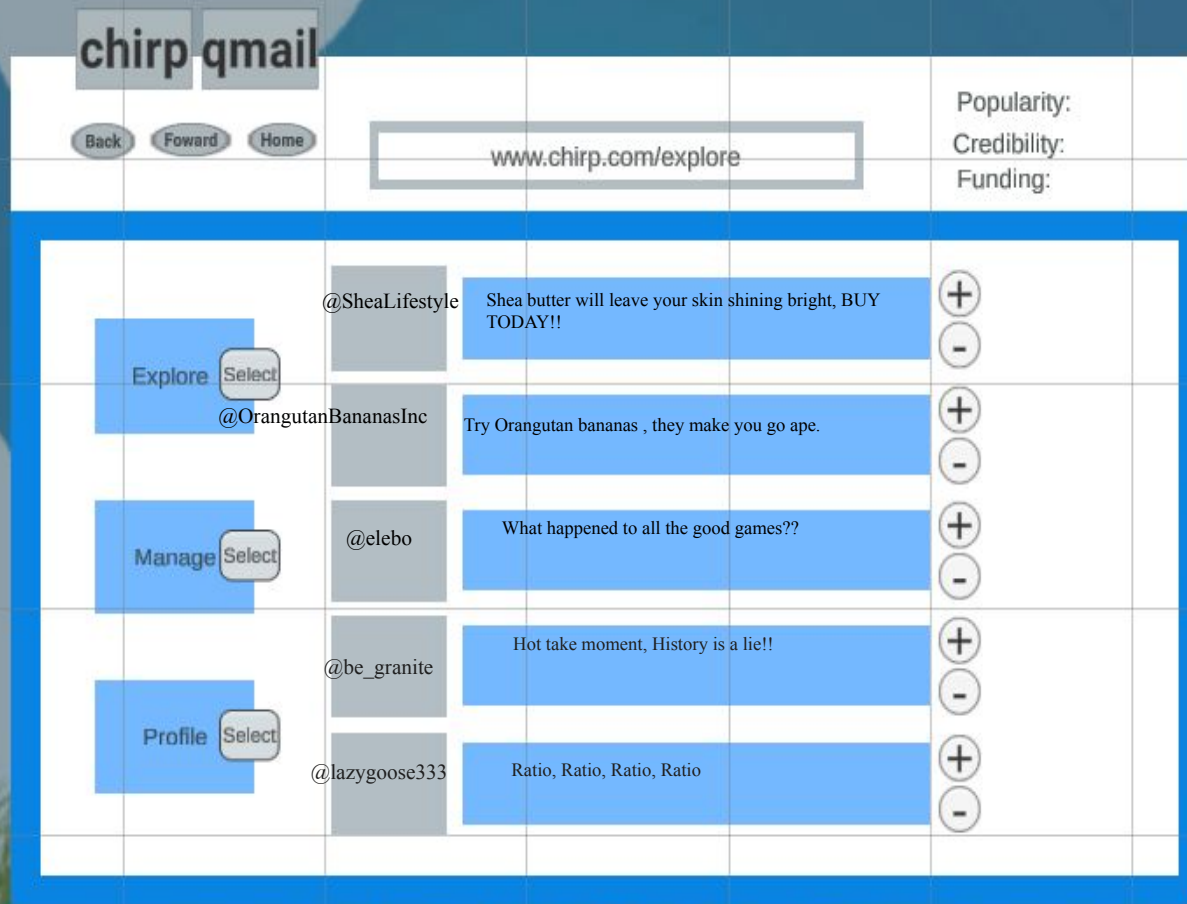 chirp qmail
Back Foward Home
www.chirp.com/explore
Popularity:
Credibility:
Funding:
Explore Select
Manage Select
Profile Select
@SheaLifestyle
Shea butter will leave your skin shining bright, BUY
TODAY!!
+
-
@OrangutanBananasInc
Try Orangutan bananas , they make you go ape.
+
-
@elebo
What happened to all the good games??
+
-
@be_granite
Hot take moment, History is a lie!!
+
-
@lazygoose333
Ratio, Ratio, Ratio, Ratio
+
-